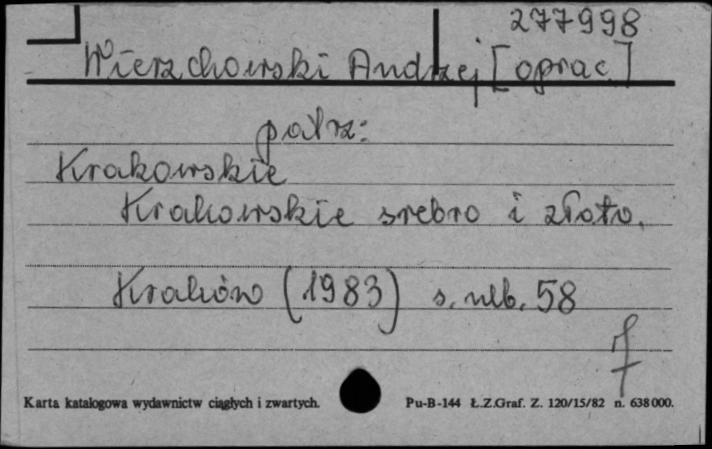 277998
Wierzchowski Andrzej [oprac.]
patrz:
Krakowskie
Krakowskie srebro i złoto.
Kraków (1983) s. nlb. 58
Karta katalogowa wydawnictw ciągłych i zwartych. Pu-B-144 Ł.Z.Graf. Z. 120/15/82 n. 638000.